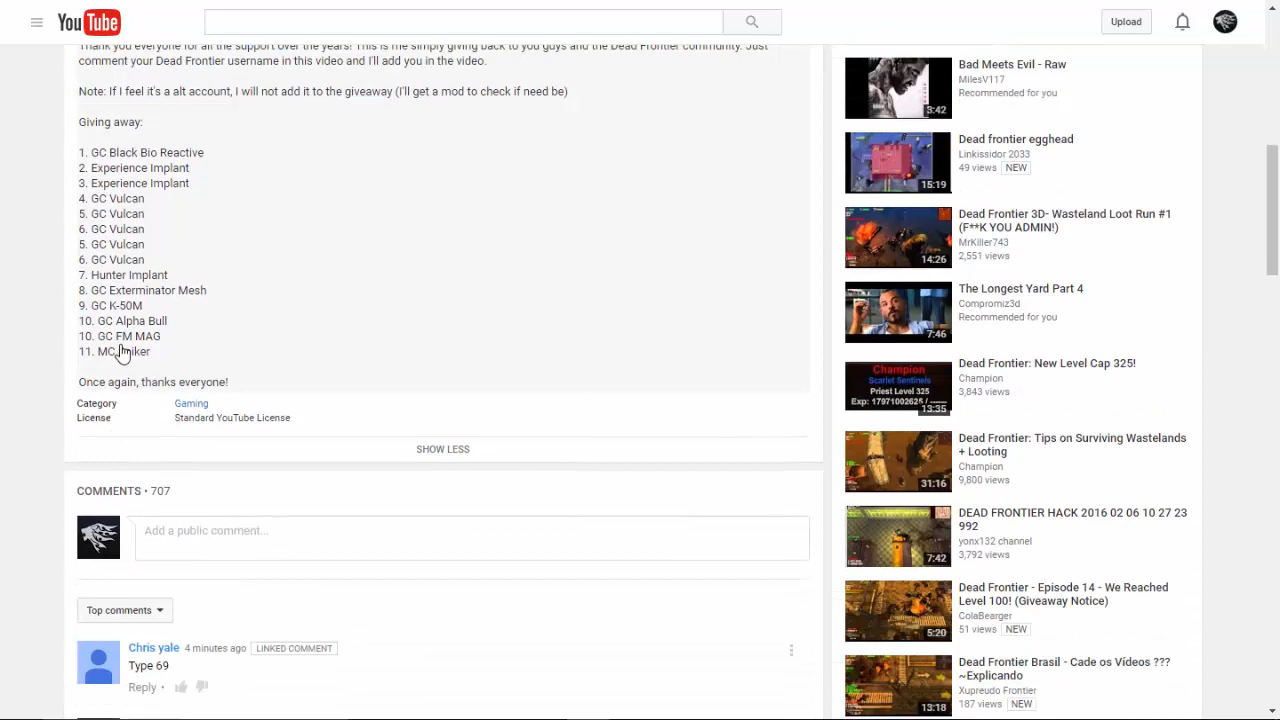 YouTube
Upload
Thank you everyone for all the support over the years! This is me simply giving back to you guys and the Dead Frontier community. Just
comment your Dead Frontier username in this video and I'll add you in the video.
Note: If I feel it's a alt account I will not add it to the giveaway (I'll get a mod to check if need be)
Giving away:
1. GC Black Bio Reactive
2. Experience Implant
3. Experience Implant
4. GC Vulcan
5. GC Vulcan
6. GC Vulcan
5. GC Vulcan
6. GC Vulcan
7. Hunter Implant
8. GC Exterminator Mesh
9. GC K-50M
10. GC Alpha Bull
10. GC FM MAG
11. MC
Once again, thanks everyone!
Category Gaming
License Standard YouTube License
SHOW LESS
COMMENTS • 707
Add a public comment...
Top comments
Chris yale 4 minutes ago LINKED COMMENT
Type 69
Reply •
Bad Meets Evil - Raw
MilesV117
Recommended for you
3:42
Dead frontier egghead
Linkissidor 2033
49 views NEW
15:19
Dead Frontier 3D- Wasteland Loot Run #1
(F**K YOU ADMIN!)
MrKiller743
2,551 views
14:26
The Longest Yard Part 4
Compromiz3d
Recommended for you
7:46
Dead Frontier: New Level Cap 325!
Champion
3,843 views
Champion
Scarlet Sentinels
Priest Level 325
Exp: 17971002625 / ------
13:35
Dead Frontier: Tips on Surviving Wastelands
+ Looting
Champion
9,800 views
31:16
DEAD FRONTIER HACK 2016 02 06 10 27 23
992
yonx132 channel
3,792 views
7:42
Dead Frontier - Episode 14 - We Reached
Level 100! (Giveaway Notice)
ColaBearger
51 views NEW
5:20
Dead Frontier Brasil - Cade os Vídeos ???
~Explicando
Xupreudo Frontier
187 views NEW
13:18